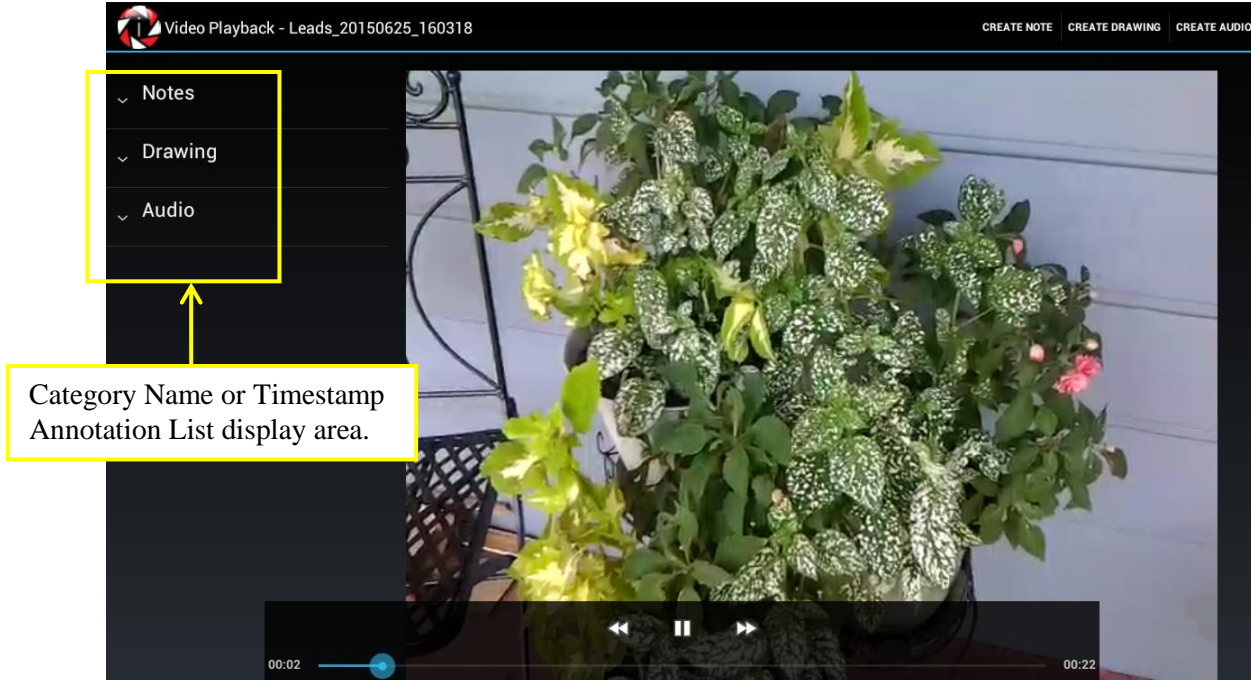 Video Playback - Leads_20150625_160318
CREATE NOTE CREATE DRAWING CREATE AUDIO
Notes
Drawing
Audio
Category Name or Timestamp
Annotation List display area.
00:02
00:22